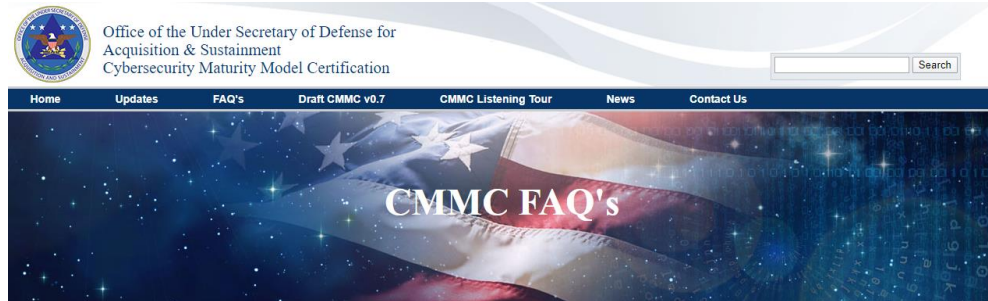 Office of the Under Secretary of Defense for
Acquisition & Sustainment
Cybersecurity Maturity Model Certification
Search
Home Updates FAQ's Draft CMMC v0.7 CMMC Listening Tour News Contact Us
CMMC FAQ's